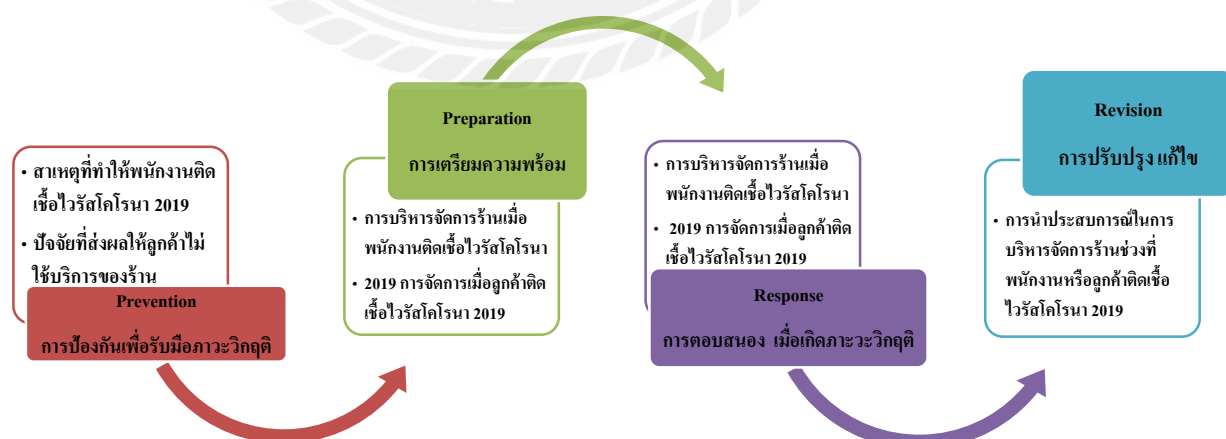 • สาเหตุที่ทำให้พนักงานติด
เชื้อไวรัสโคโรนา 2019
• ปัจจัยที่ส่งผลให้ลูกค้าไม่
ใช้บริการของร้าน
Prevention
การป้องกันเพื่อรับมือภาวะวิกฤติ
Preparation
การเตรียมความพร้อม
• การบริหารจัดการร้านเมื่อ
พนักงานติดเชื้อไวรัสโคโรนา
• 2019 การจัดการเมื่อลูกค้าติด
เชื้อไวรัสโคโรนา 2019
• การบริหารจัดการร้านเมื่อ
พนักงานติดเชื้อไวรัสโคโรนา
• 2019 การจัดการเมื่อลูกค้าติด
เชื้อไวรัสโคโรนา 2019
Response
การตอบสนอง เมื่อเกิดภาะวะวิกฤติ
Revision
การปรับปรุง แก้ไข
• การนำประสบการณ์ในการ
บริหารจัดการร้านช่วงที่
พนักงานหรือลูกค้าติดเชื้อ
ไวรัสโคโรนา 2019